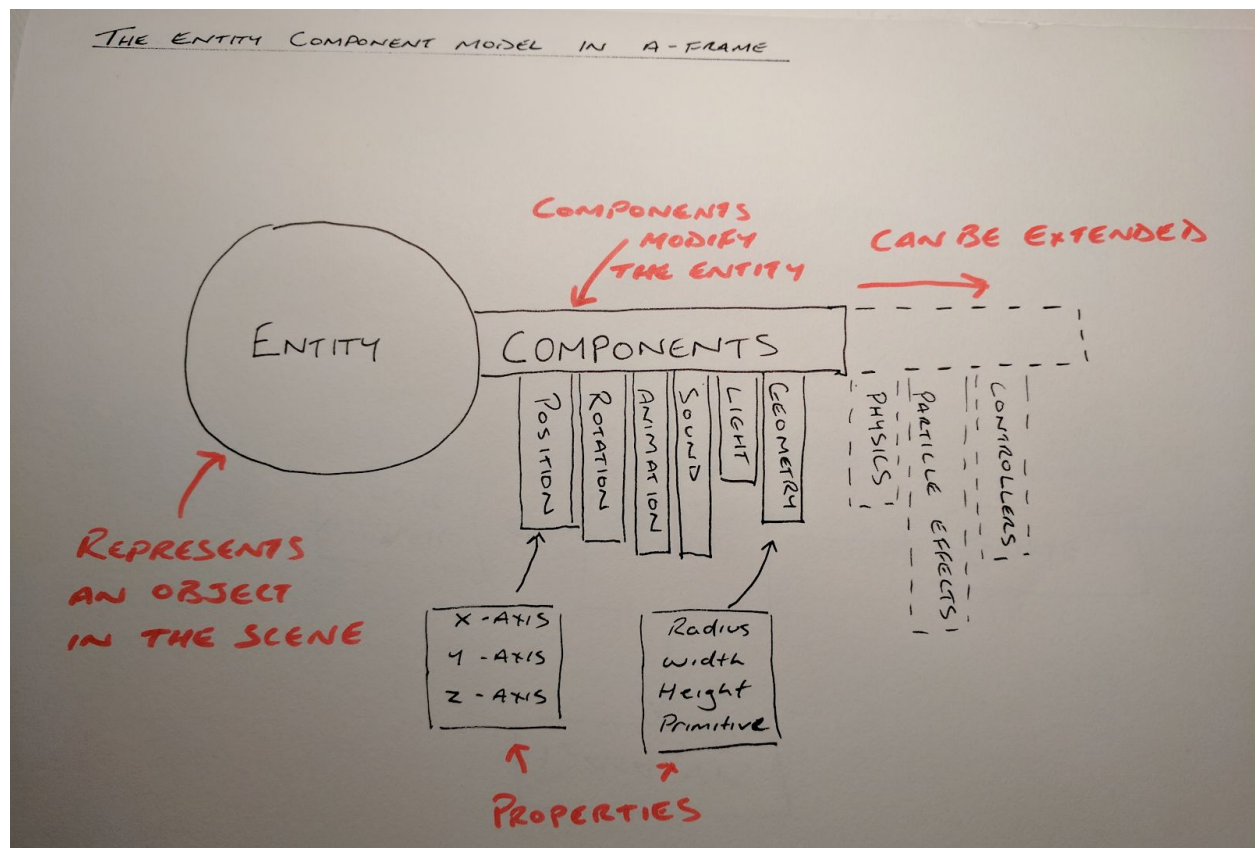 THE ENTITY COMPONENT MODEL IN A-FRAME
COMPONENTS
MODIFY
THE ENTITY
CAN BE EXTENDED
ENTITY
COMPONENTS
POSITION
ROTATION
ANIMATION
SOUND
LIGHT
GEOMETRY
PHYSICS
PARTICLE EFFECTS
CONTROLLERS
REPRESENTS
AN OBJECT
IN THE SCENE
X-AXIS
Y-AXIS
Z-AXIS
Radius
Width
Height
Primitive
PROPERTIES